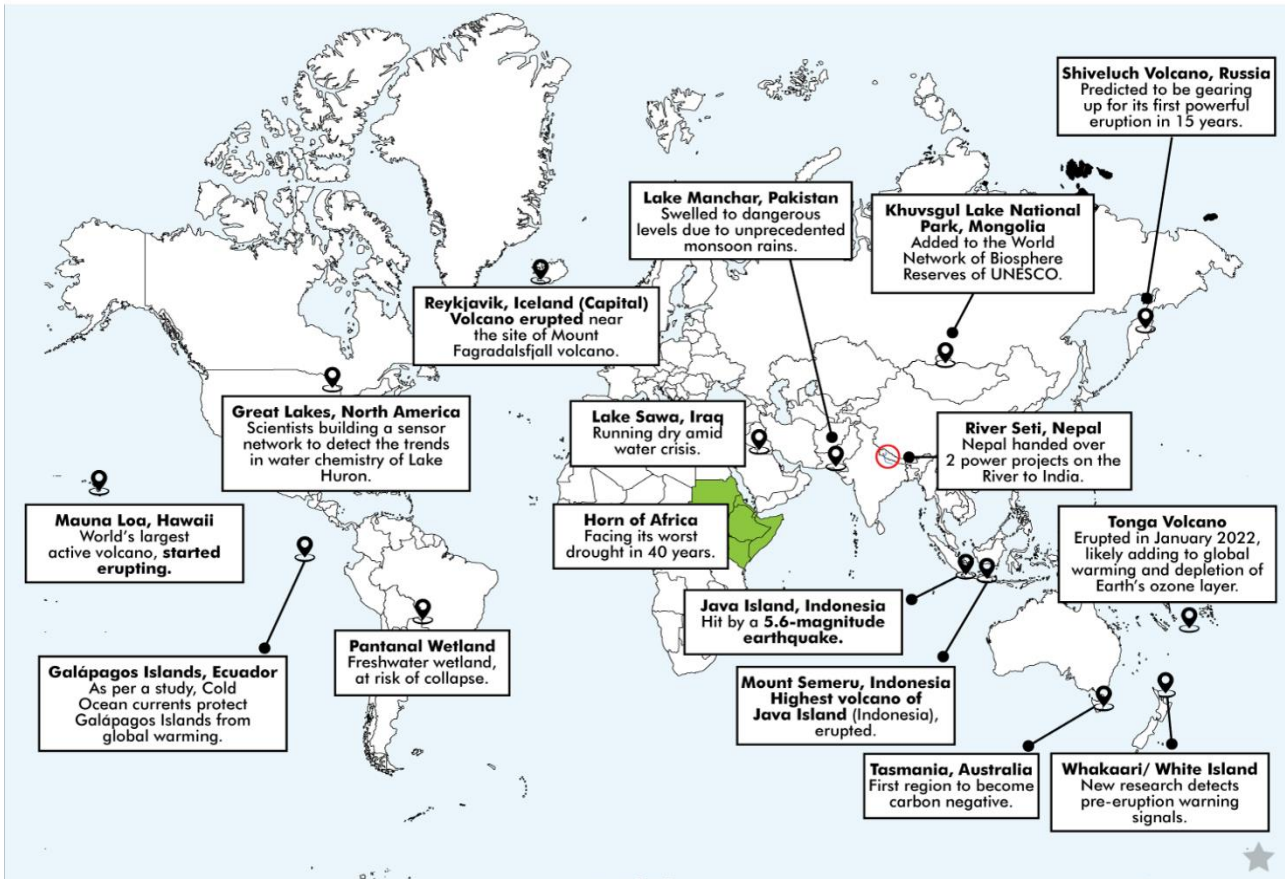 Shiveluch Volcano, Russia
Predicted to be gearing
up for its first powerful
eruption in 15 years.
Lake Manchar, Pakistan
Swelled to dangerous
levels due to unprecedented
monsoon rains.
Khuvsgul Lake National
Park, Mongolia
Added to the World
Network of Biosphere
Reserves of UNESCO.
Reykjavik, Iceland (Capital)
Volcano erupted near
the site of Mount
Fagradalsfjall volcano.
Great Lakes, North America
Scientists building a sensor
network to detect the trends
in water chemistry of Lake
Huron.
Lake Sawa, Iraq
Running dry amid
water crisis.
River Seti, Nepal
Nepal handed over
2 power projects on the
River to India.
Mauna Loa, Hawaii
World's largest
active volcano, started
erupting.
Horn of Africa
Facing its worst
drought in 40 years.
Tonga Volcano
Erupted in January 2022,
likely adding to global
warming and depletion of
Earth's ozone layer.
Java Island, Indonesia
Hit by a 5.6-magnitude
earthquake.
Pantanal Wetland
Freshwater wetland,
at risk of collapse.
Galápagos Islands, Ecuador
As per a study, Cold
Ocean currents protect
Galápagos Islands from
global warming.
Mount Semeru, Indonesia
Highest volcano of
Java Island (Indonesia),
erupted.
Tasmania, Australia
First region to become
carbon negative.
Whakaari/ White Island
New research detects
pre-eruption warning
signals.